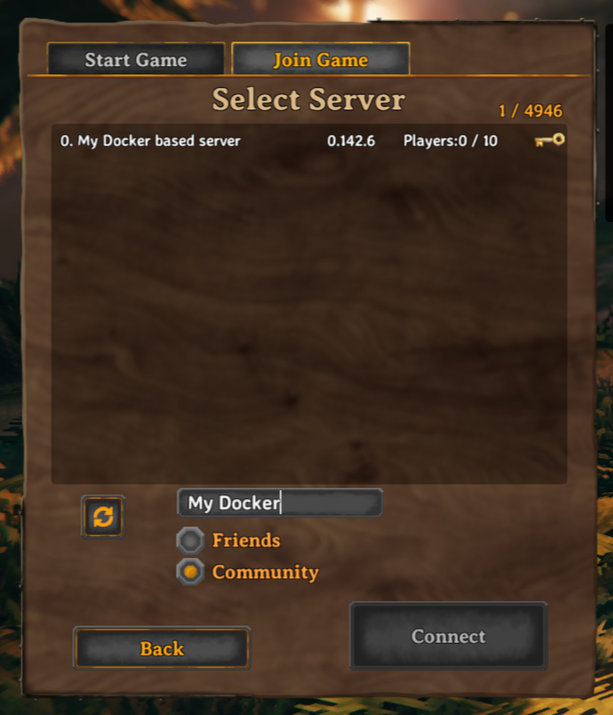 Start Game
Join Game
Select Server
1 / 4946
0. My Docker based server 0.142.6 Players:0 / 10
My Docker
Friends
Community
Back
Connect